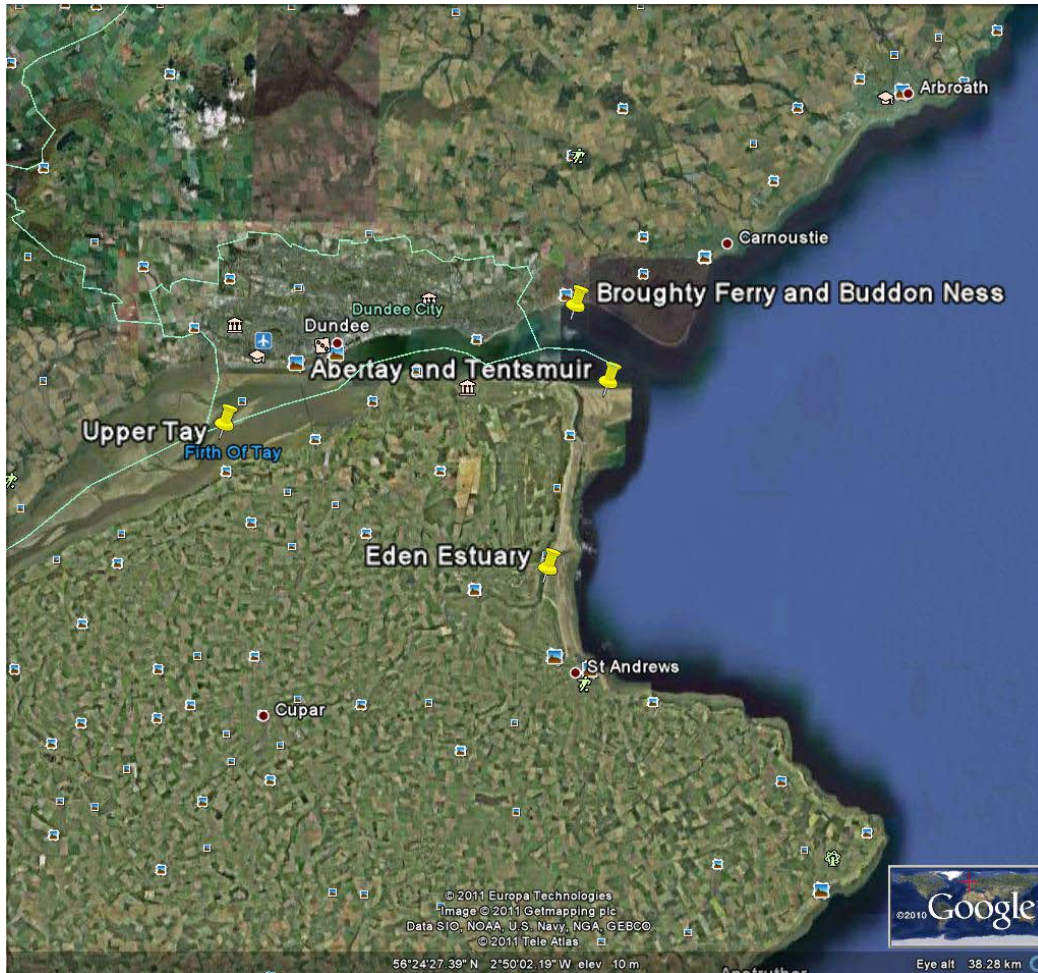 Arbroath
Carnoustie
Broughty Ferry and Buddon Ness
Dundee City
Dundee
Abertay and Tentsmuir
Upper Tay
Firth Of Tay
Eden Estuary
St Andrews
Cupar
© 2011 Europa Technologies
Image © 2011 Getmapping plc
Data SIO, NOAA, U.S. Navy, NGA, GEBCO
© 2011 Tele Atlas
©2010 Google
56°24'27.39" N 2°50'02.19" W elev 10 m
Eye alt 38.28 km